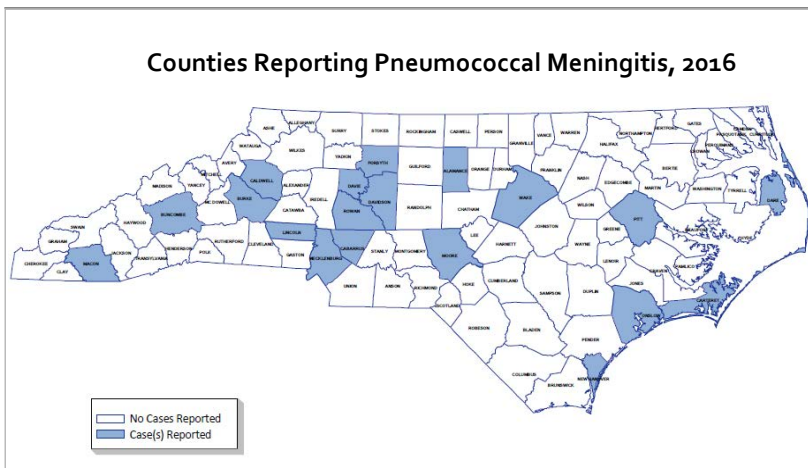 Counties Reporting Pneumococcal Meningitis, 2016
ALLEGHANY
ASHE
SURRY
STOKES
ROCKINGHAM
CASWELL
PERSON
GRANVILLE
VANCE
WARREN
HALIFAX
NORTHAMPTON
HERTFORD
GATES
WATAUGA
WILKES
YADKIN
FORSYTH
GUILFORD
ALAMANCE
ORANGE
DURHAM
FRANKLIN
NASH
EDGECOMBE
BERTIE
CHOWAN
PERQUIMANS
PASQUOTANK
AVERY
MITCHELL
CALDWELL
ALEXANDER
IREDELL
DAVIE
DAVIDSON
RANDOLPH
CHATHAM
WAKE
WILSON
MARTIN
WASHINGTON
TYRRELL
DARE
MADISON
YANCEY
MC DOWELL
BURKE
CATAWBA
ROWAN
JOHNSTON
GREENE
PITT
BEAUFORT
HYDE
SWAIN
HAYWOOD
BUNCOMBE
RUTHERFORD
CLEVELAND
LINCOLN
GASTON
MECKLENBURG
CABARRUS
STANLY
MONTGOMERY
MOORE
LEE
HARNETT
WAYNE
LENOIR
CRAVEN
PAMLICO
GRAHAM
CHEROKEE
CLAY
MACON
JACKSON
TRANSYLVANIA
HENDERSON
POLK
UNION
ANSON
RICHMOND
SCOTLAND
HOKE
CUMBERLAND
SAMPSON
DUPLIN
JONES
ONSLOW
CARTERET
ROBESON
BLADEN
PENDER
COLUMBUS
BRUNSWICK
NEW HANOVER
No Cases Reported
Case(s) Reported